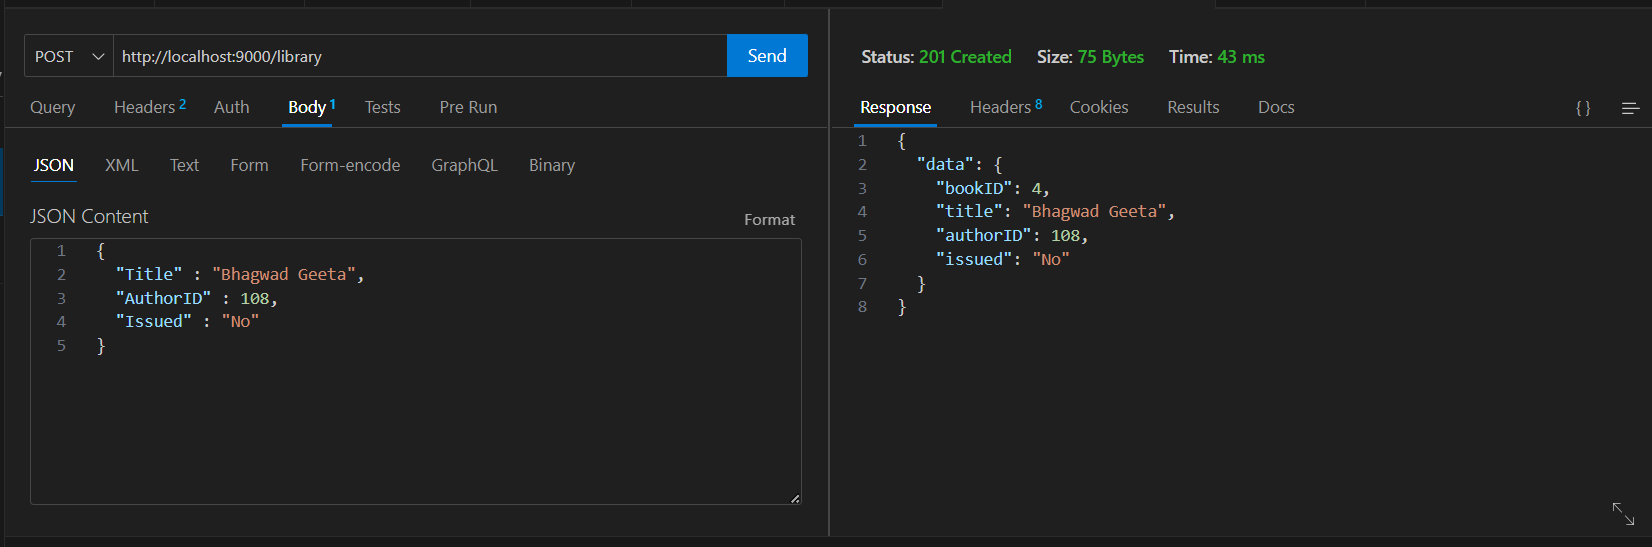 POST http://localhost:9000/library Send
Query Headers 2 Auth Body 1 Tests Pre Run
JSON XML Text Form Form-encode GraphQL Binary
JSON Content Format
1 {
2 "Title" : "Bhagwad Geeta",
3 "AuthorID" : 108,
4 "Issued" : "No"
5 }
Status: 201 Created Size: 75 Bytes Time: 43 ms
Response Headers 8 Cookies Results Docs {}
1 {
2 "data": {
3 "bookID": 4,
4 "title": "Bhagwad Geeta",
5 "authorID": 108,
6 "issued": "No"
7 }
8 }